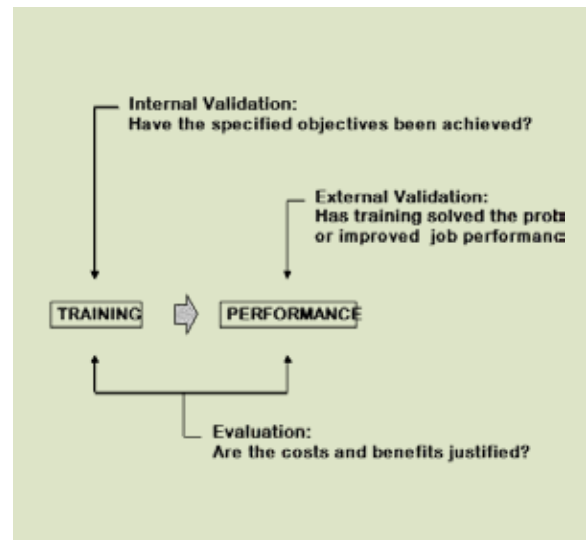 Internal Validation:
Have the specified objectives been achieved?
External Validation:
Has training solved the prob
or improved job performanc
TRAINING
PERFORMANCE
Evaluation:
Are the costs and benefits justified?